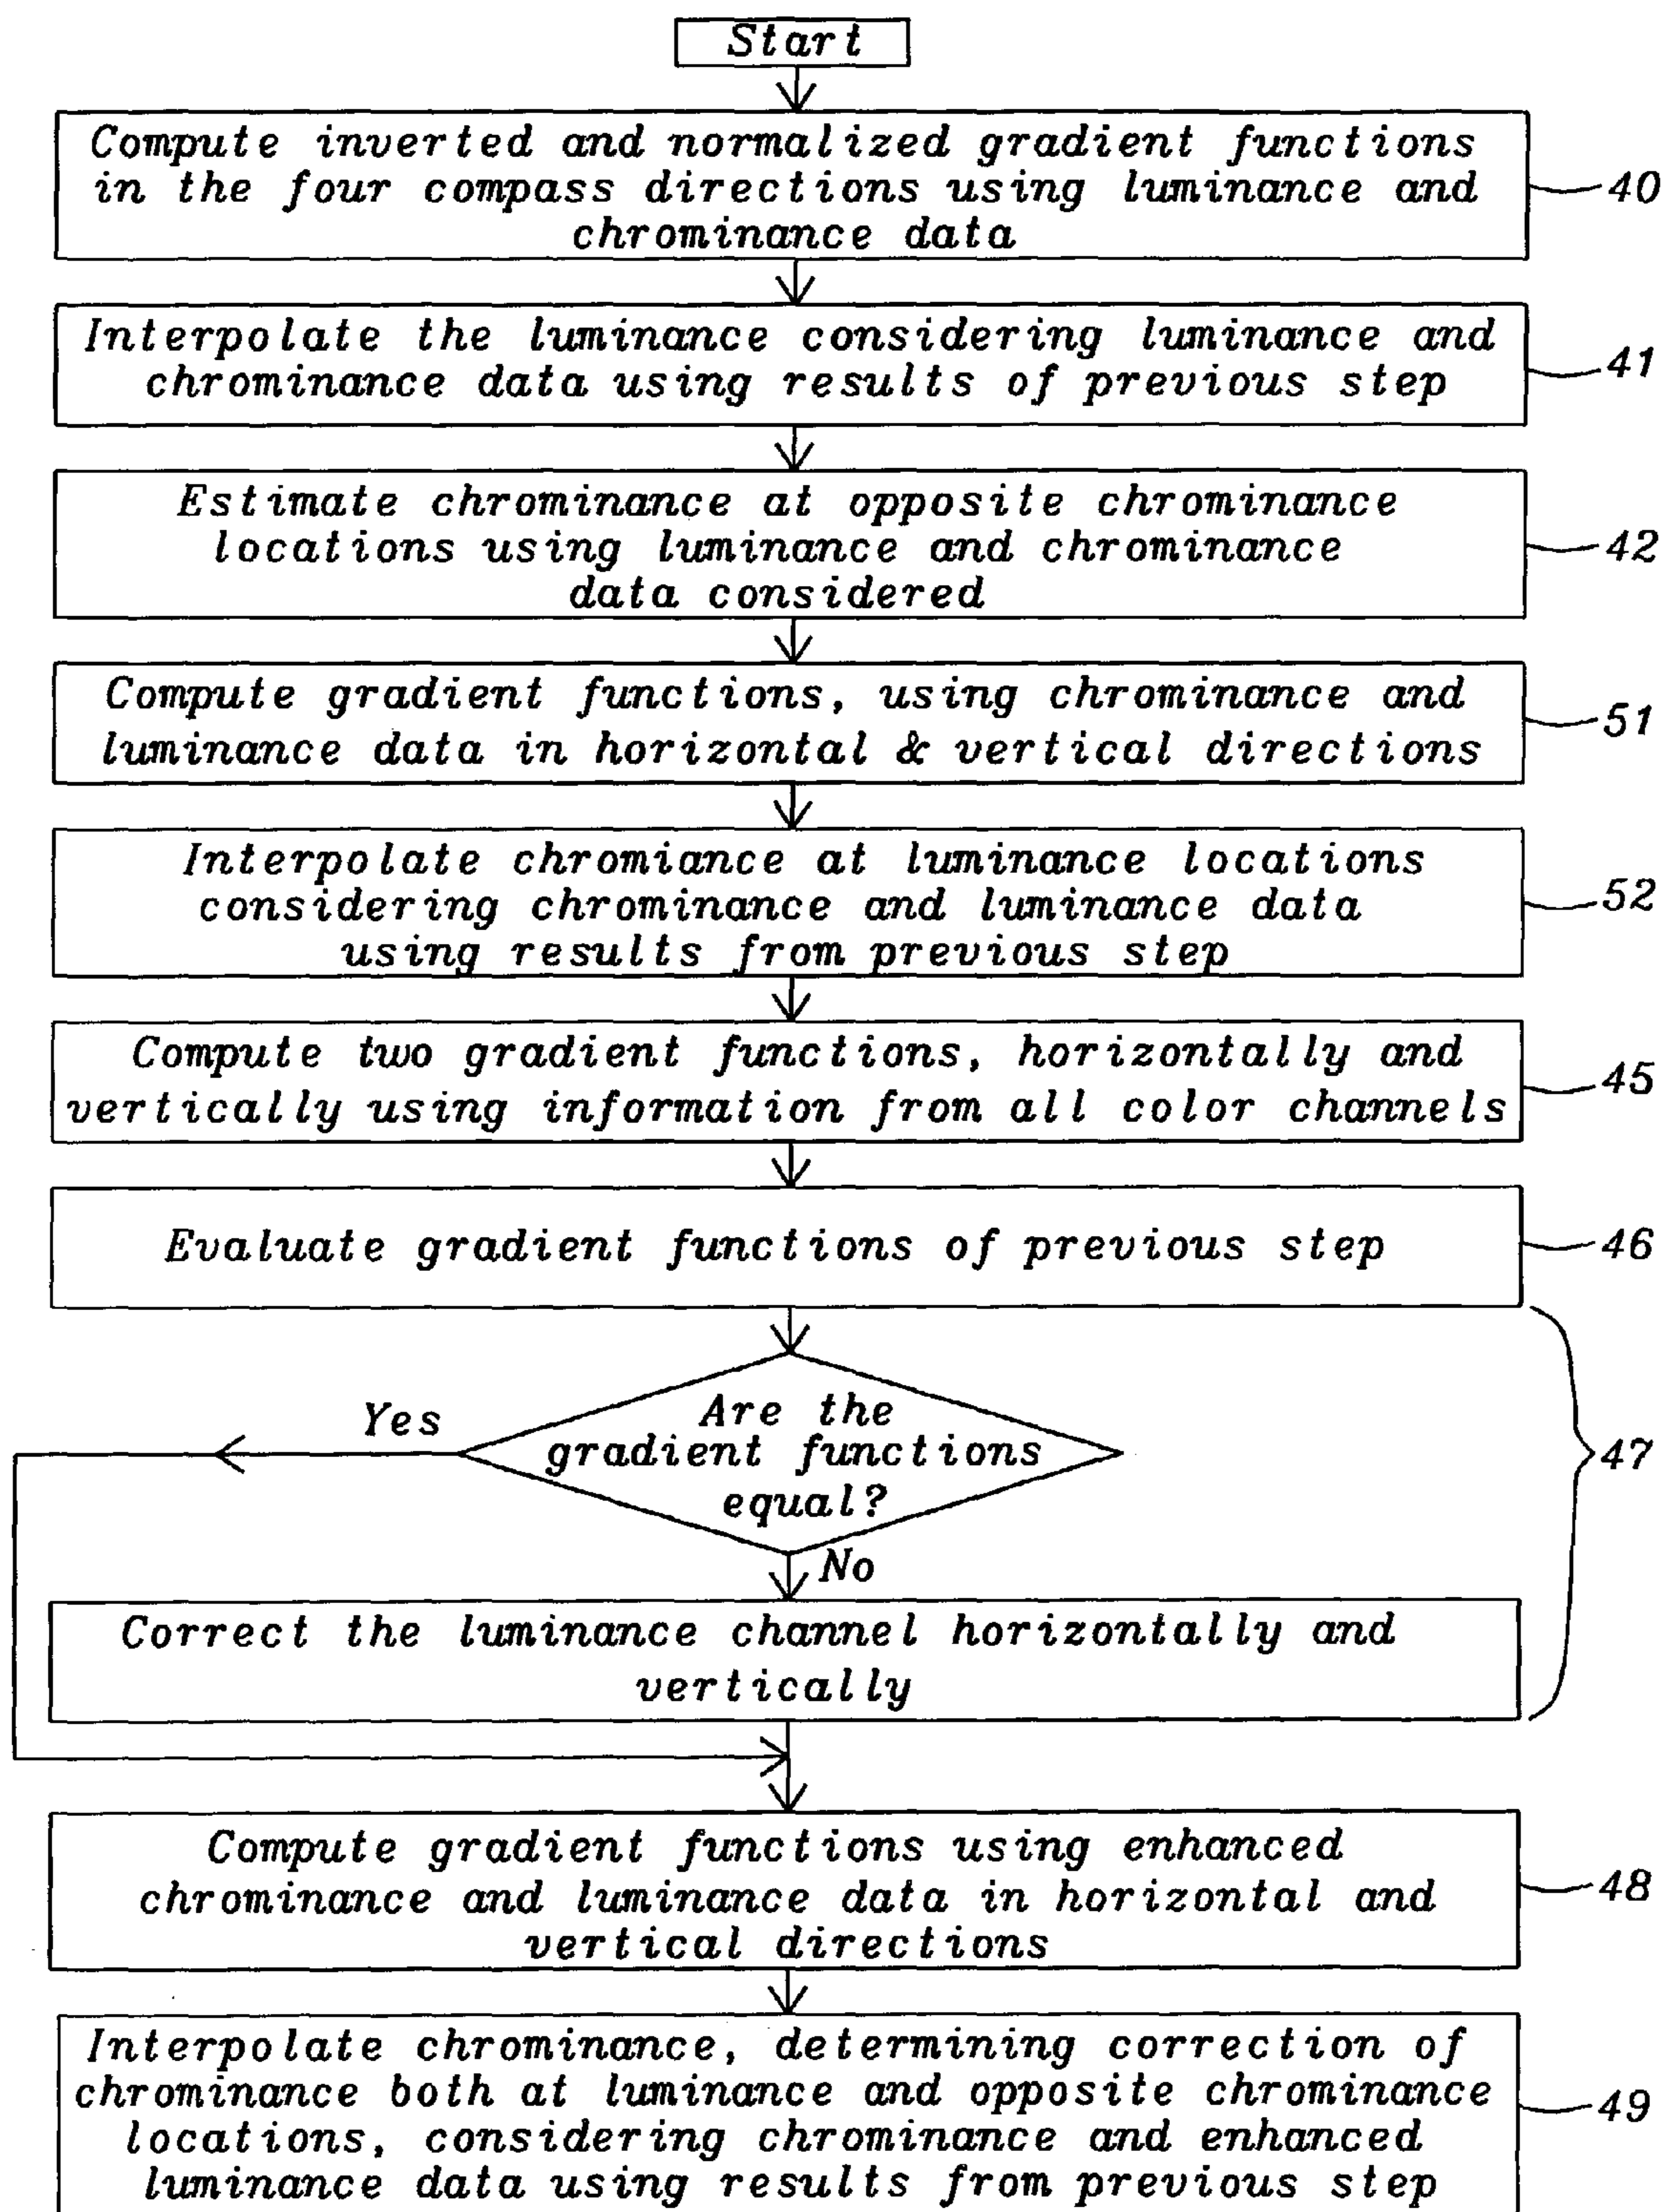 Start
Compute inverted and normalized gradient functions
in the four compass directions using luminance and
chrominance data
40
Interpolate the luminance considering luminance and
chrominance data using results of previous step
41
Estimate chrominance at opposite chrominance
locations using luminance and chrominance
data considered
42
Compute gradient functions, using chrominance and
luminance data in horizontal & vertical directions
51
Interpolate chromiance at luminance locations
considering chrominance and luminance data
using results from previous step
52
Compute two gradient functions, horizontally and
vertically using information from all color channels
45
Evaluate gradient functions of previous step
46
Are the
gradient functions
equal?
Yes
No
47
Correct the luminance channel horizontally and
vertically
Compute gradient functions using enhanced
chrominance and luminance data in horizontal and
vertical directions
48
Interpolate chrominance, determining correction of
chrominance both at luminance and opposite chrominance
locations, considering chrominance and enhanced
luminance data using results from previous step
49